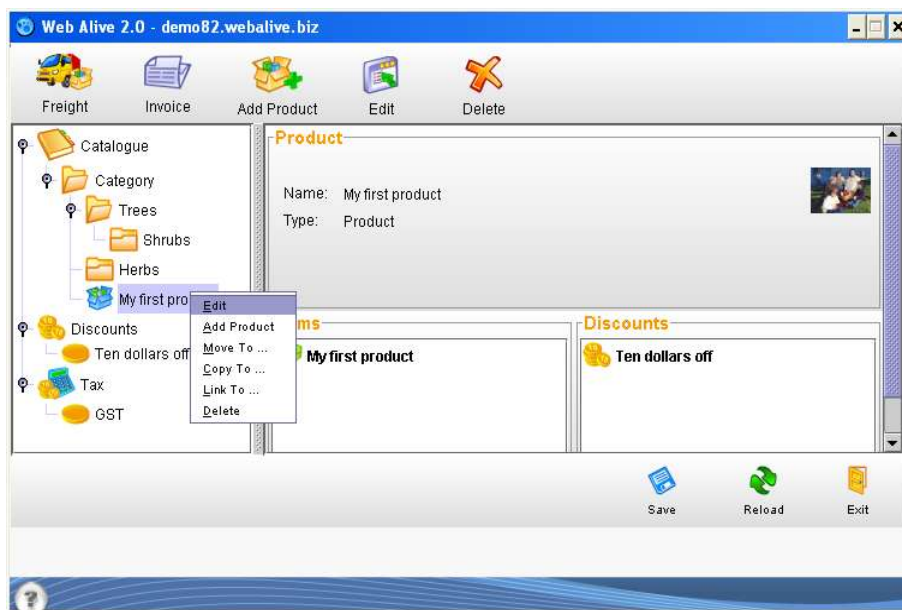 Web Alive 2.0 - demo82.webalive.biz
Freight Invoice Add Product Edit Delete
Catalogue
Category
Trees
Shrubs
Herbs
My first pro
Discounts
Ten dollars off
Tax
GST
Edit
Add Product
Move To ...
Copy To ...
Link To ...
Delete
Product
Name: My first product
Type: Product
ms
My first product
Discounts
Ten dollars off
Save Reload Exit
?